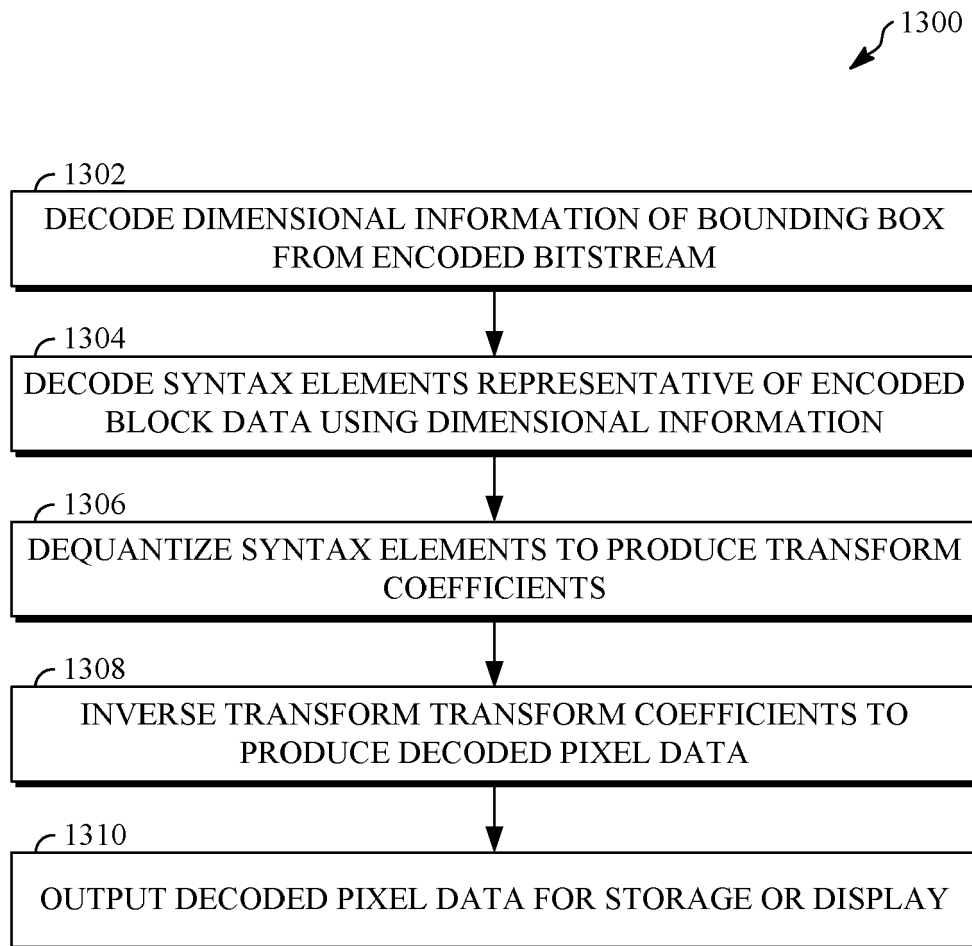 1300
1302
DECODE DIMENSIONAL INFORMATION OF BOUNDING BOX
FROM ENCODED BITSTREAM
1304
DECODE SYNTAX ELEMENTS REPRESENTATIVE OF ENCODED
BLOCK DATA USING DIMENSIONAL INFORMATION
1306
DEQUANTIZE SYNTAX ELEMENTS TO PRODUCE TRANSFORM
COEFFICIENTS
1308
INVERSE TRANSFORM TRANSFORM COEFFICIENTS TO
PRODUCE DECODED PIXEL DATA
1310
OUTPUT DECODED PIXEL DATA FOR STORAGE OR DISPLAY